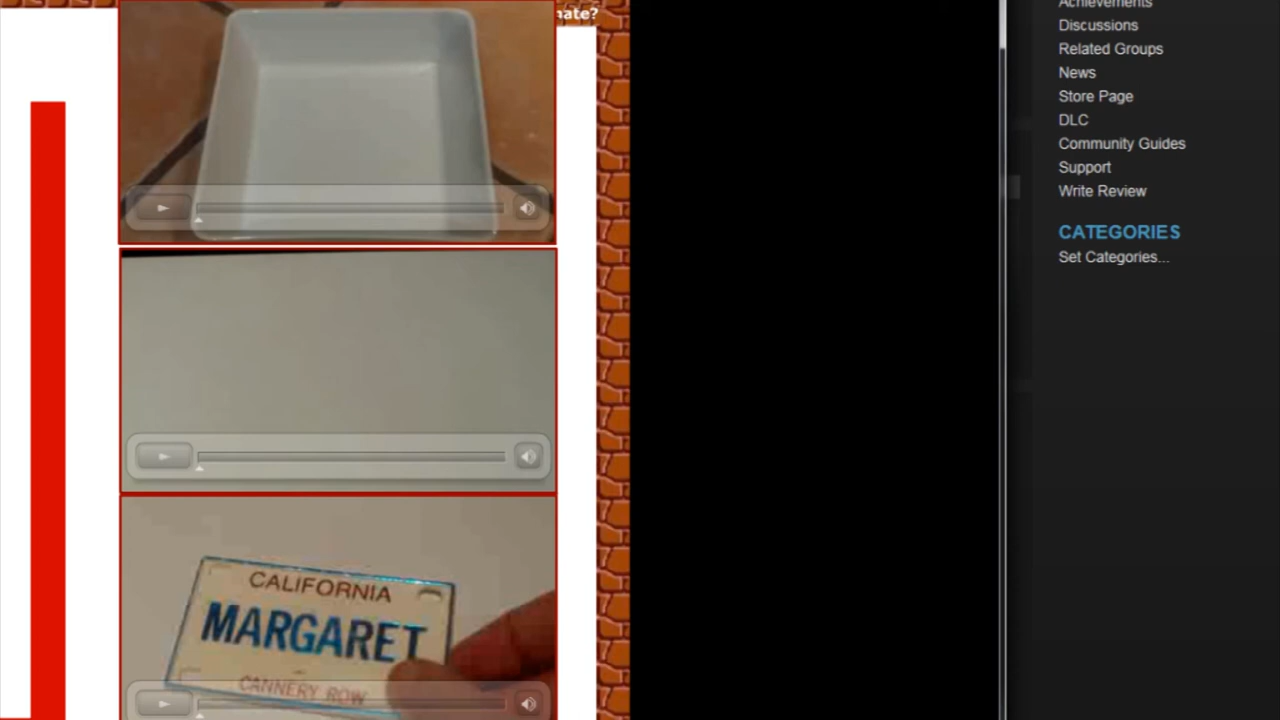 nate?
CALIFORNIA
MARGARET
CANNERY ROW
Achievements
Discussions
Related Groups
News
Store Page
DLC
Community Guides
Support
Write Review
CATEGORIES
Set Categories...